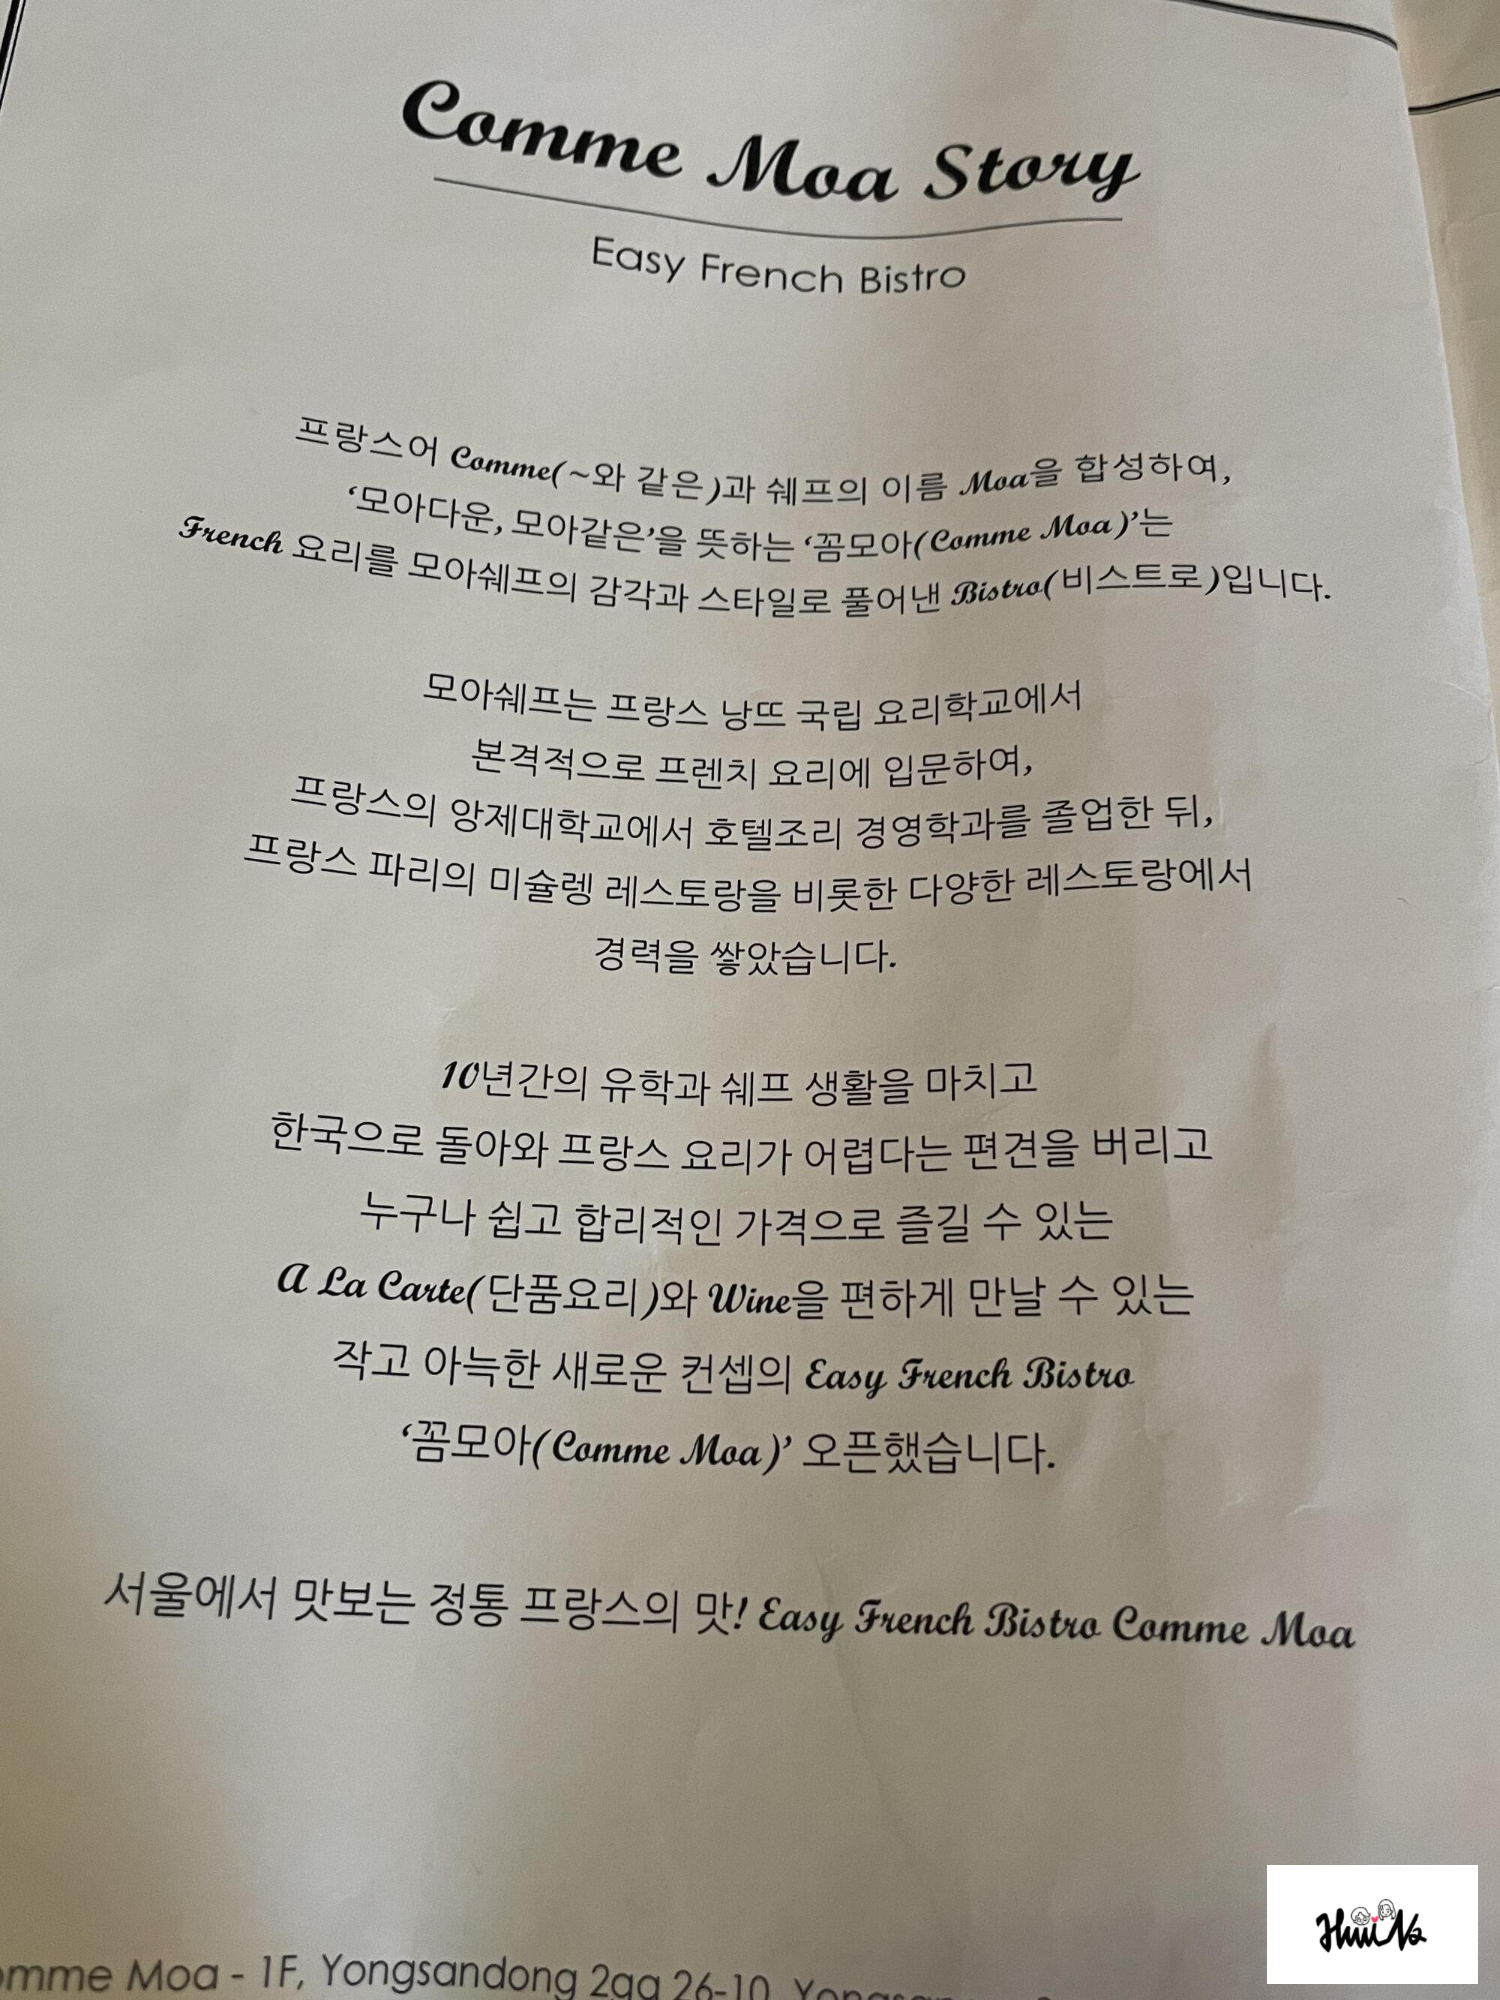 Comme Moa Story
Easy French Bistro
프랑스어 Comme(~와 같은)과 쉐프의 이름 Moa을 합성하여,
‘모아다운, 모아같은’을 뜻하는 ‘꼼모아(Comme Moa)’는
French 요리를 모아쉐프의 감각과 스타일로 풀어낸 Bistro(비스트로)입니다.
모아쉐프는 프랑스 낭뜨 국립 요리학교에서
본격적으로 프렌치 요리에 입문하여,
프랑스의 앙제대학교에서 호텔조리 경영학과를 졸업한 뒤,
프랑스 파리의 미슐렝 레스토랑을 비롯한 다양한 레스토랑에서
경력을 쌓았습니다.
10년간의 유학과 쉐프 생활을 마치고
한국으로 돌아와 프랑스 요리가 어렵다는 편견을 버리고
누구나 쉽고 합리적인 가격으로 즐길 수 있는
A La Carte(단품요리)와 Wine을 편하게 만날 수 있는
작고 아늑한 새로운 컨셉의 Easy French Bistro
‘꼼모아(Comme Moa)’ 오픈했습니다.
서울에서 맛보는 정통 프랑스의 맛! Easy French Bistro Comme Moa
omme Moa - 1F, Yongsandong 2ga 26-10,